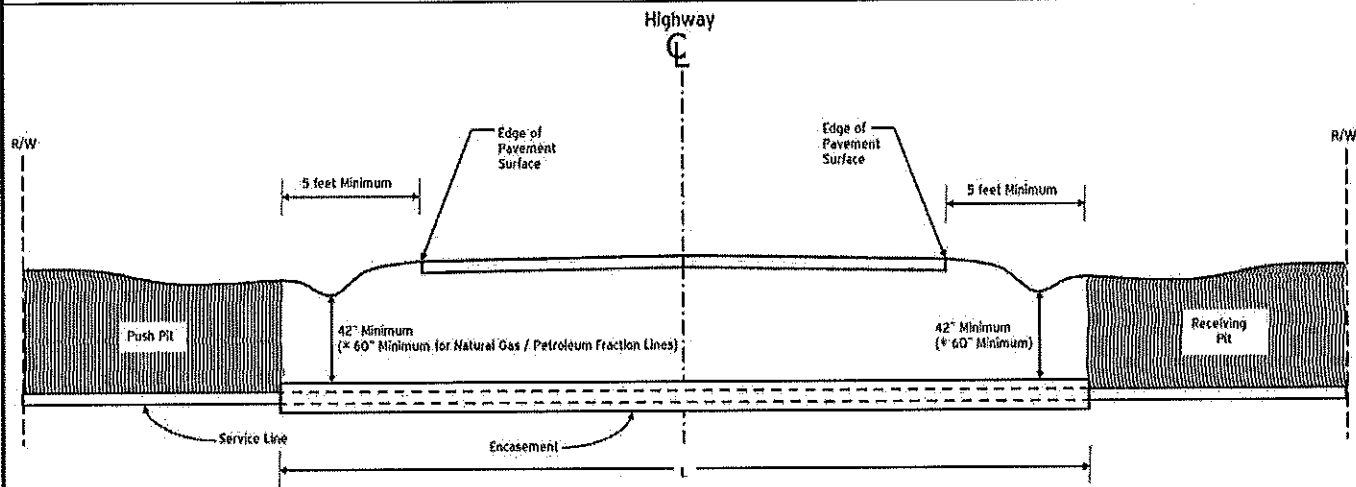 Highway
CL
R/W
Edge of
Pavement
Surface
Edge of
Pavement
Surface
R/W
5 feet Minimum
5 feet Minimum
Push Pit
42" Minimum
(* 60" Minimum for Natural Gas / Petroleum Fraction Lines)
42" Minimum
(* 60" Minimum)
Receiving
Pit
Service Line
Encasement
L